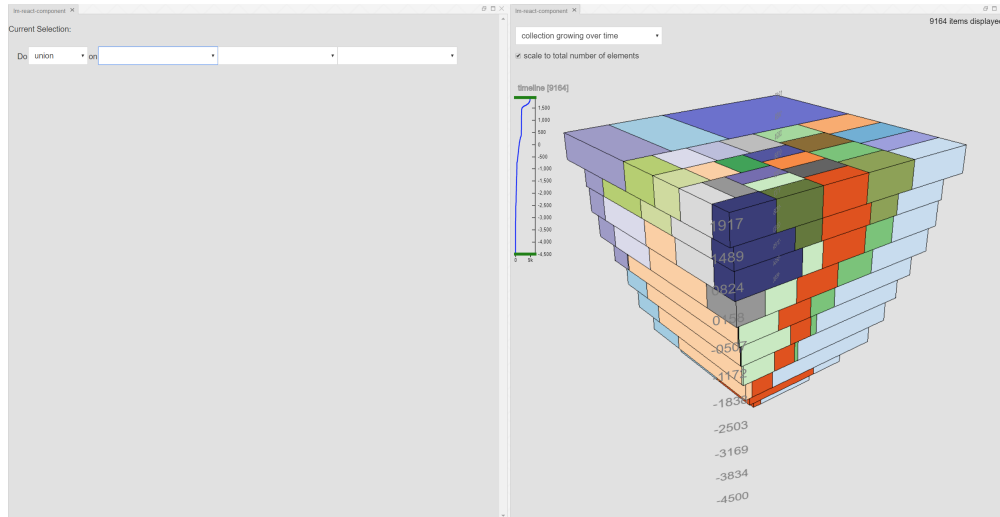 lm-react-component ×
Current Selection:
Do union on
lm-react-component ×
9164 items displayed
collection growing over time
scale to total number of elements
timeline [9164]
1,500
1,000
500
0
-500
-1,000
-1,500
-2,000
-2,500
-3,000
-3,500
-4,000
-4,500
0 9k
1917
1489
0824
0158
-0507
-1172
-1838
-2503
-3169
-3834
-4500